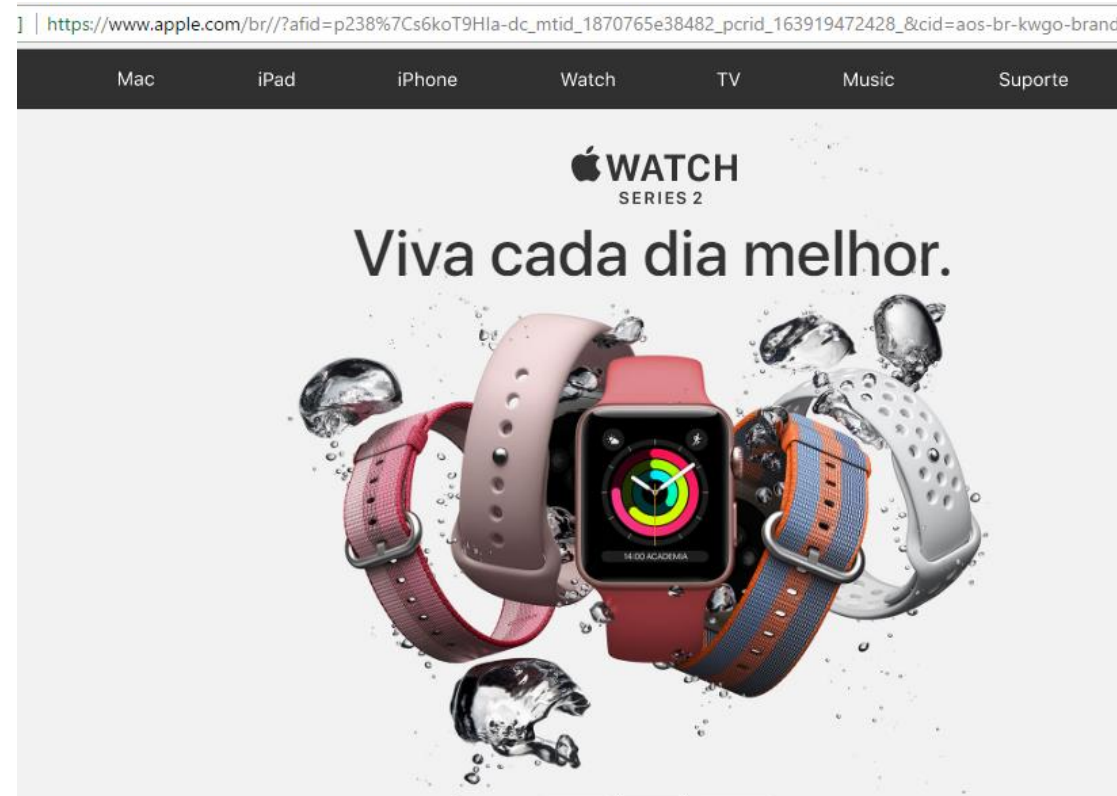 ] | https://www.apple.com/br//?afid=p238%7Cs6koT9Hla-dc_mtid_1870765e38482_pcrid_163919472428_&cid=aos-br-kwgo-brand
Mac iPad iPhone Watch TV Music Suporte
WATCH
SERIES 2
Viva cada dia melhor.
14:00 ACADEMIA